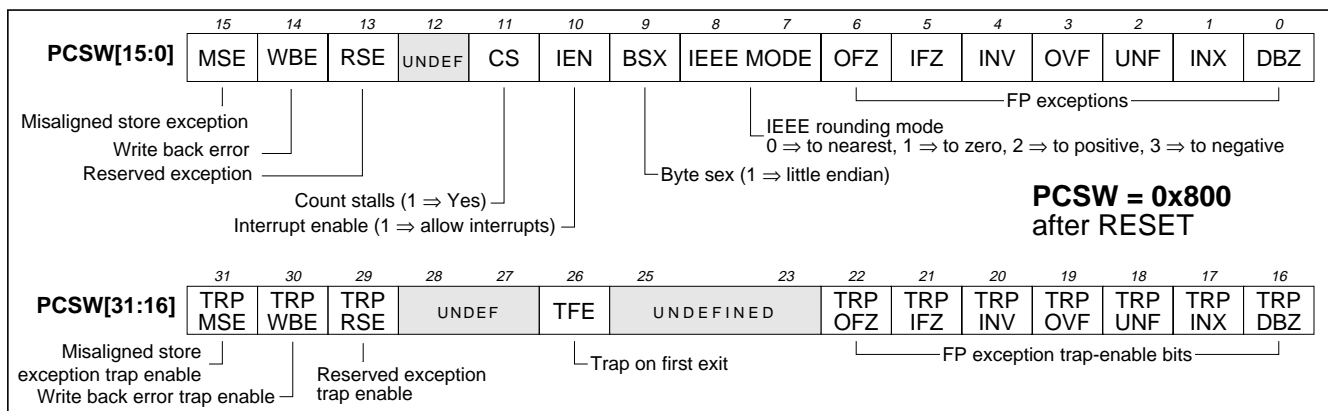 15 14 13 12 11 10 9 8 7 6 5 4 3 2 1 0
PCSW[15:0] MSE WBE RSE UNDEF CS IEN BSX IEEE MODE OFZ IFZ INV OVF UNF INX DBZ
FP exceptions
Misaligned store exception
IEEE rounding mode
Write back error
0 ⇒ to nearest, 1 ⇒ to zero, 2 ⇒ to positive, 3 ⇒ to negative
Reserved exception
Byte sex (1 ⇒ little endian)
Count stalls (1 ⇒ Yes)
Interrupt enable (1 ⇒ allow interrupts)
PCSW = 0x800
after RESET
31 30 29 28 27 26 25 23 22 21 20 19 18 17 16
PCSW[31:16] TRP MSE TRP WBE TRP RSE UNDEF TFE UNDEFINED TRP OFZ TRP IFZ TRP INV TRP OVF TRP UNF TRP INX TRP DBZ
Misaligned store
exception trap enable
Write back error trap enable
Reserved exception
trap enable
Trap on first exit
FP exception trap-enable bits